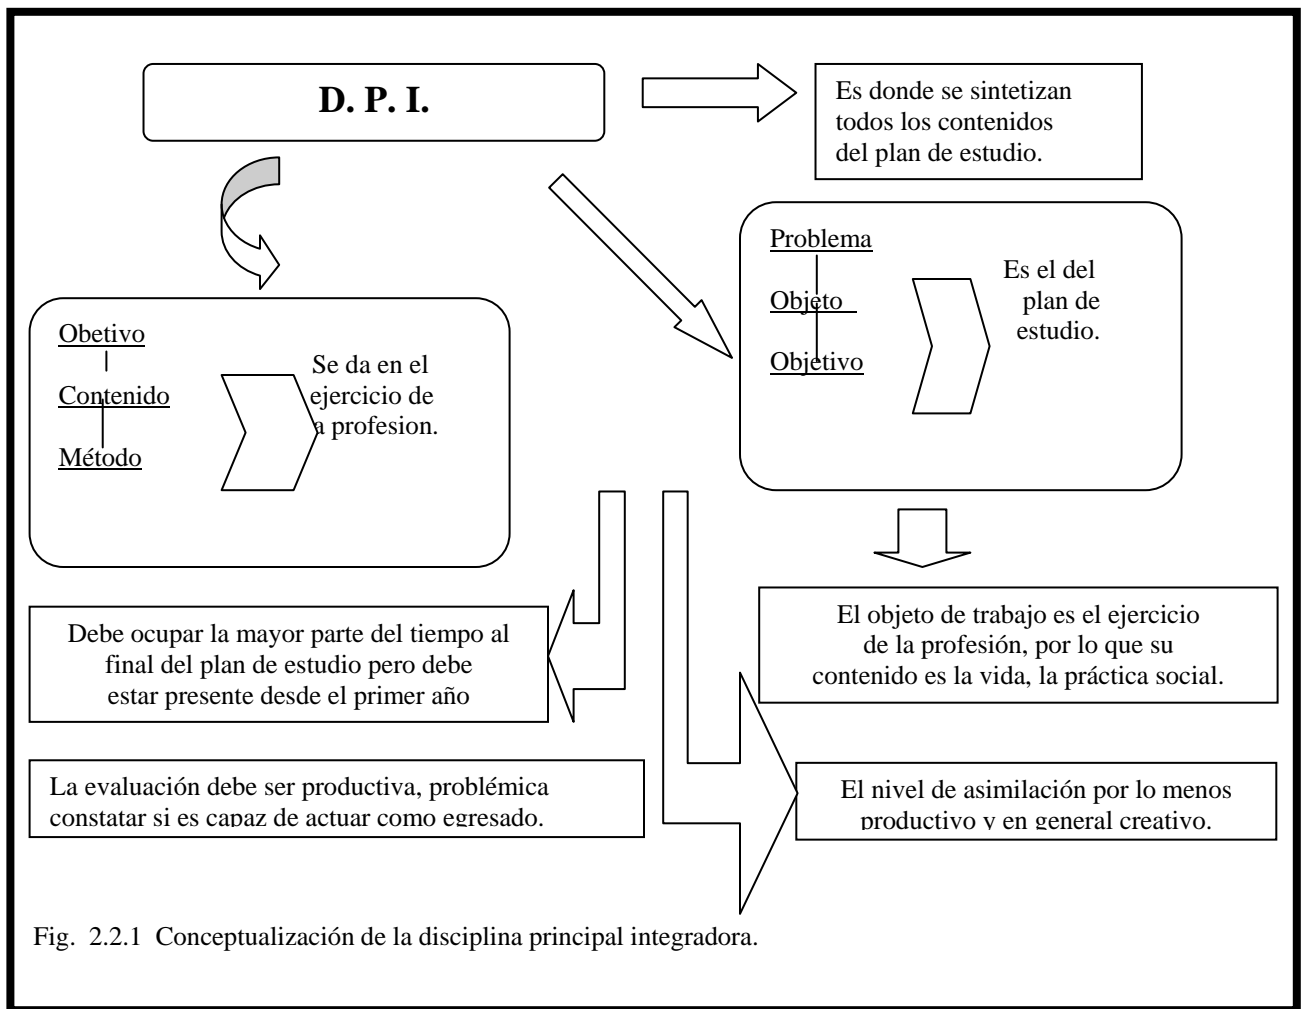 D. P. I.
Es donde se sintetizan
todos los contenidos
del plan de estudio.
Problema
Objeto
Objetivo
Es el del
plan de
estudio.
Obetivo
Contenido
Método
Se da en el
ejercicio de
a profesion.
Debe ocupar la mayor parte del tiempo al
final del plan de estudio pero debe
estar presente desde el primer año
El objeto de trabajo es el ejercicio
de la profesión, por lo que su
contenido es la vida, la práctica social.
La evaluación debe ser productiva, problémica
constatar si es capaz de actuar como egresado.
El nivel de asimilación por lo menos
productivo y en general creativo.
Fig. 2.2.1 Conceptualización de la disciplina principal integradora.